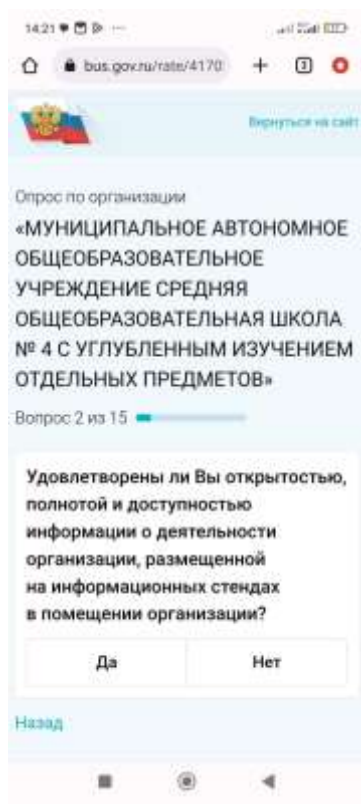 14:21
bus.gov.ru/rate/4170
Вернуться на сайт
Опрос по организации
«МУНИЦИПАЛЬНОЕ АВТОНОМНОЕ
ОБЩЕОБРАЗОВАТЕЛЬНОЕ
УЧРЕЖДЕНИЕ СРЕДНЯЯ
ОБЩЕОБРАЗОВАТЕЛЬНАЯ ШКОЛА
№ 4 С УГЛУБЛЕННЫМ ИЗУЧЕНИЕМ
ОТДЕЛЬНЫХ ПРЕДМЕТОВ»
Вопрос 2 из 15
Удовлетворены ли Вы открытостью,
полнотой и доступностью
информации о деятельности
организации, размещенной
на информационных стендах
в помещении организации?
Да Нет
Назад